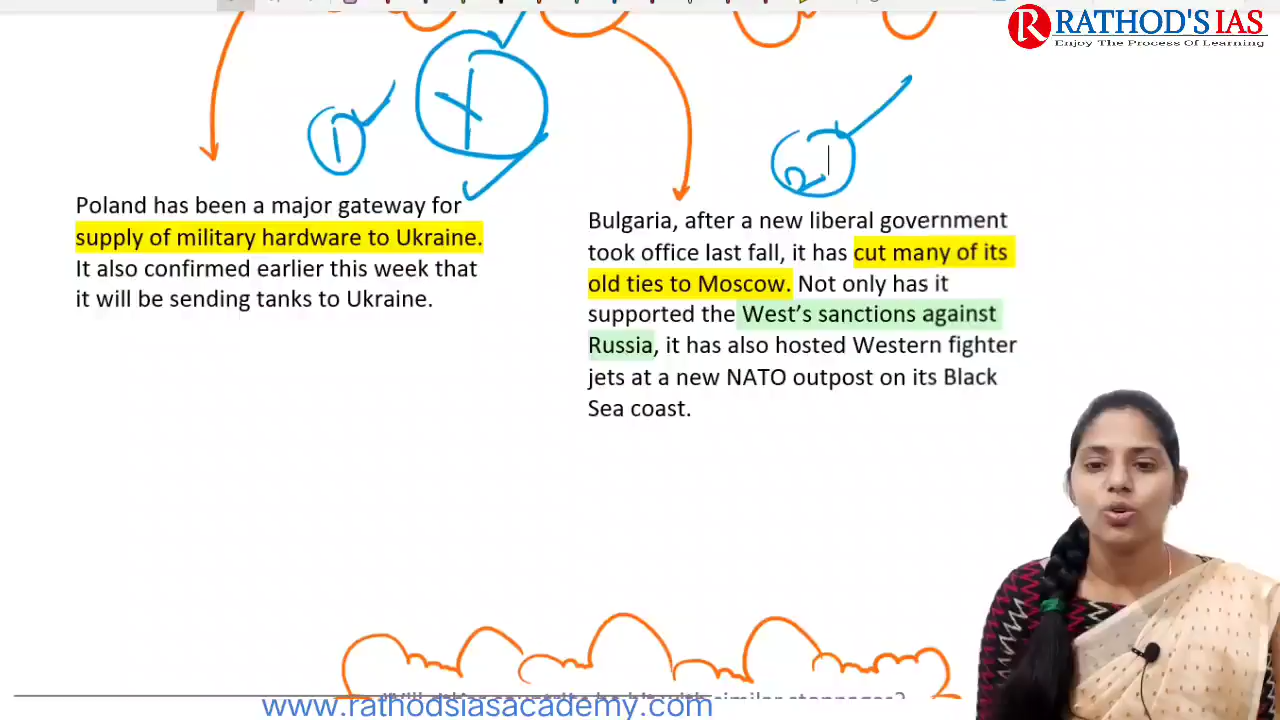 RATHOD'S IAS
Enjoy The Process Of Learning
1
2
Poland has been a major gateway for
supply of military hardware to Ukraine.
It also confirmed earlier this week that
it will be sending tanks to Ukraine.
Bulgaria, after a new liberal government
took office last fall, it has cut many of its
old ties to Moscow. Not only has it
supported the West’s sanctions against
Russia, it has also hosted Western fighter
jets at a new NATO outpost on its Black
Sea coast.
www.rathodsiasacademy.com